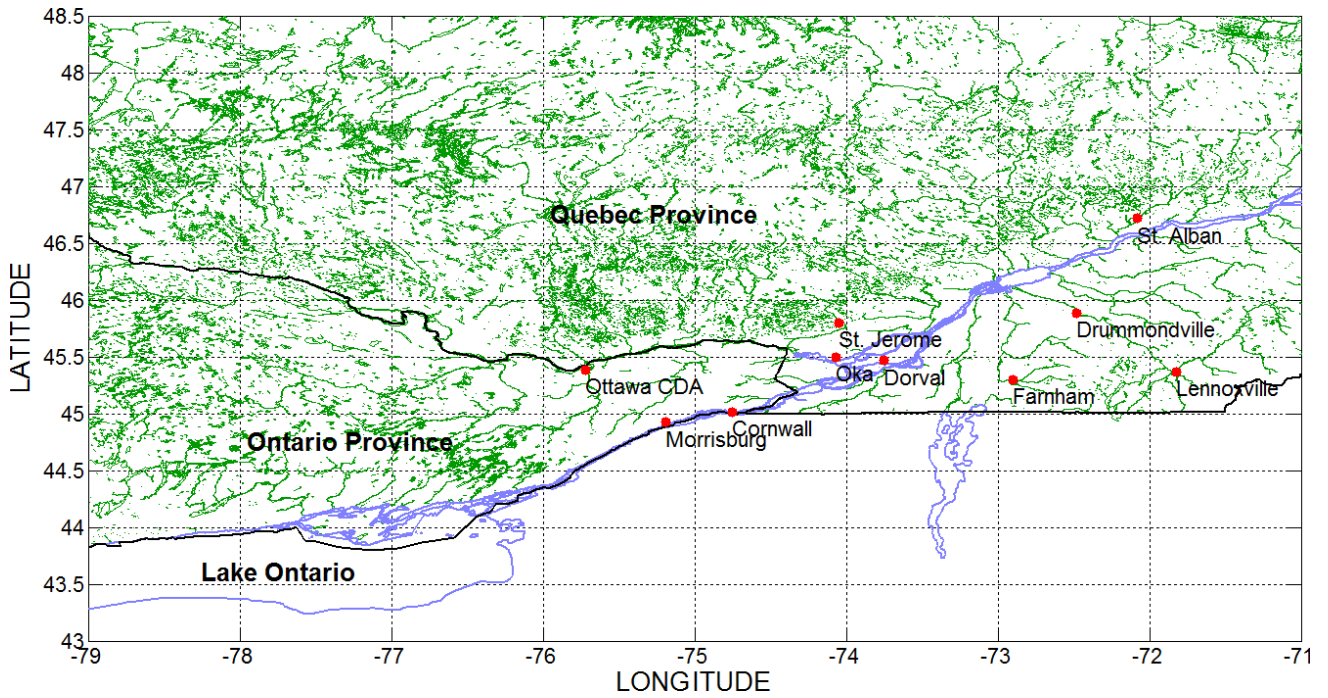 48.5
48
47.5
47
Quebec Province
46.5
St. Alban
LATITUDE
46
Drummondville
St. Jerome
45.5
Oka
Dorval
Ottawa CDA
Farnham
Lennoxville
45
Cornwall
Morrisburg
Ontario Province
44.5
44
Lake Ontario
43.5
43
-79 -78 -77 -76 -75 -74 -73 -72 -71
LONGITUDE